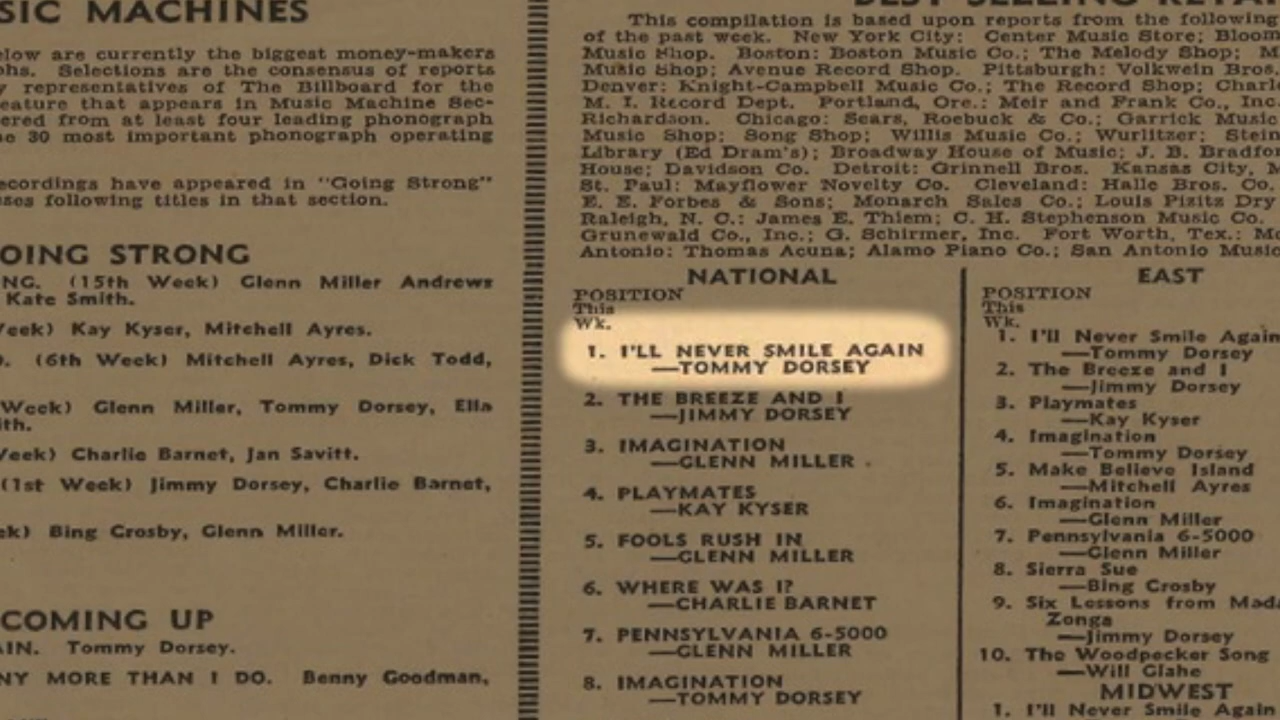 SIC MACHINES
elow are currently the biggest money-makers
phs. Selections are the consensus of reports
y representatives of The Billboard for the
eature that appears in Music Machine Sec-
ered from at least four leading phonograph
he 30 most important phonograph operating
ecordings have appeared in "Going Strong"
ses following titles in that section.
OING STRONG
NG. (15th Week) Glenn Miller Andrews
Kate Smith.
Week) Kay Kyser, Mitchell Ayres.
O. (6th Week) Mitchell Ayres, Dick Todd,
Week) Glenn Miller, Tommy Dorsey, Ella
ith.
Week) Charlie Barnet, Jan Savitt.
(1st Week) Jimmy Dorsey, Charlie Barnet,
ek) Bing Crosby, Glenn Miller.
COMING UP
AIN. Tommy Dorsey.
NY MORE THAN I DO. Benny Goodman,
BEST SELLING RETAI
This compilation is based upon reports from the following
of the past week. New York City: Center Music Store; Bloom
Music Shop. Boston: Boston Music Co.; The Melody Shop; M
Music Shop; Avenue Record Shop. Pittsburgh: Volkwein Bros.
Denver: Knight-Campbell Music Co.; The Record Shop; Charl
M. I. Record Dept. Portland, Ore.: Meir and Frank Co., Inc.
Richardson. Chicago: Sears, Roebuck & Co.; Garrick Music
Music Shop; Song Shop; Willis Music Co.; Wurlitzer; Stein
Library (Ed Dram's); Broadway House of Music; J. B. Bradfor
House; Davidson Co. Detroit: Grinnell Bros. Kansas City, M
St. Paul: Mayflower Novelty Co. Cleveland: Halle Bros. Co.
E. E. Forbes & Sons; Monarch Sales Co.; Louis Pizitz Dry
Raleigh, N. C.: James E. Thiem; C. H. Stephenson Music Co.
Grunewald Co., Inc.; G. Schirmer, Inc. Fort Worth, Tex.: Mc
Antonio: Thomas Acuna; Alamo Piano Co.; San Antonio Music
NATIONAL
POSITION
This
Wk.
1. I'LL NEVER SMILE AGAIN
—TOMMY DORSEY
2. THE BREEZE AND I
—JIMMY DORSEY
3. IMAGINATION
—GLENN MILLER
4. PLAYMATES
—KAY KYSER
5. FOOLS RUSH IN
—GLENN MILLER
6. WHERE WAS I?
—CHARLIE BARNET
7. PENNSYLVANIA 6-5000
—GLENN MILLER
8. IMAGINATION
—TOMMY DORSEY
EAST
POSITION
This
Wk.
1. I'll Never Smile Again
—Tommy Dorsey
2. The Breeze and I
—Jimmy Dorsey
3. Playmates
—Kay Kyser
4. Imagination
—Tommy Dorsey
5. Make Believe Island
—Mitchell Ayres
6. Imagination
—Glenn Miller
7. Pennsylvania 6-5000
—Glenn Miller
8. Sierra Sue
—Bing Crosby
9. Six Lessons from Mada
Zonga
—Jimmy Dorsey
10. The Woodpecker Song
—Will Glahe
MIDWEST
1. I'll Never Smile Again